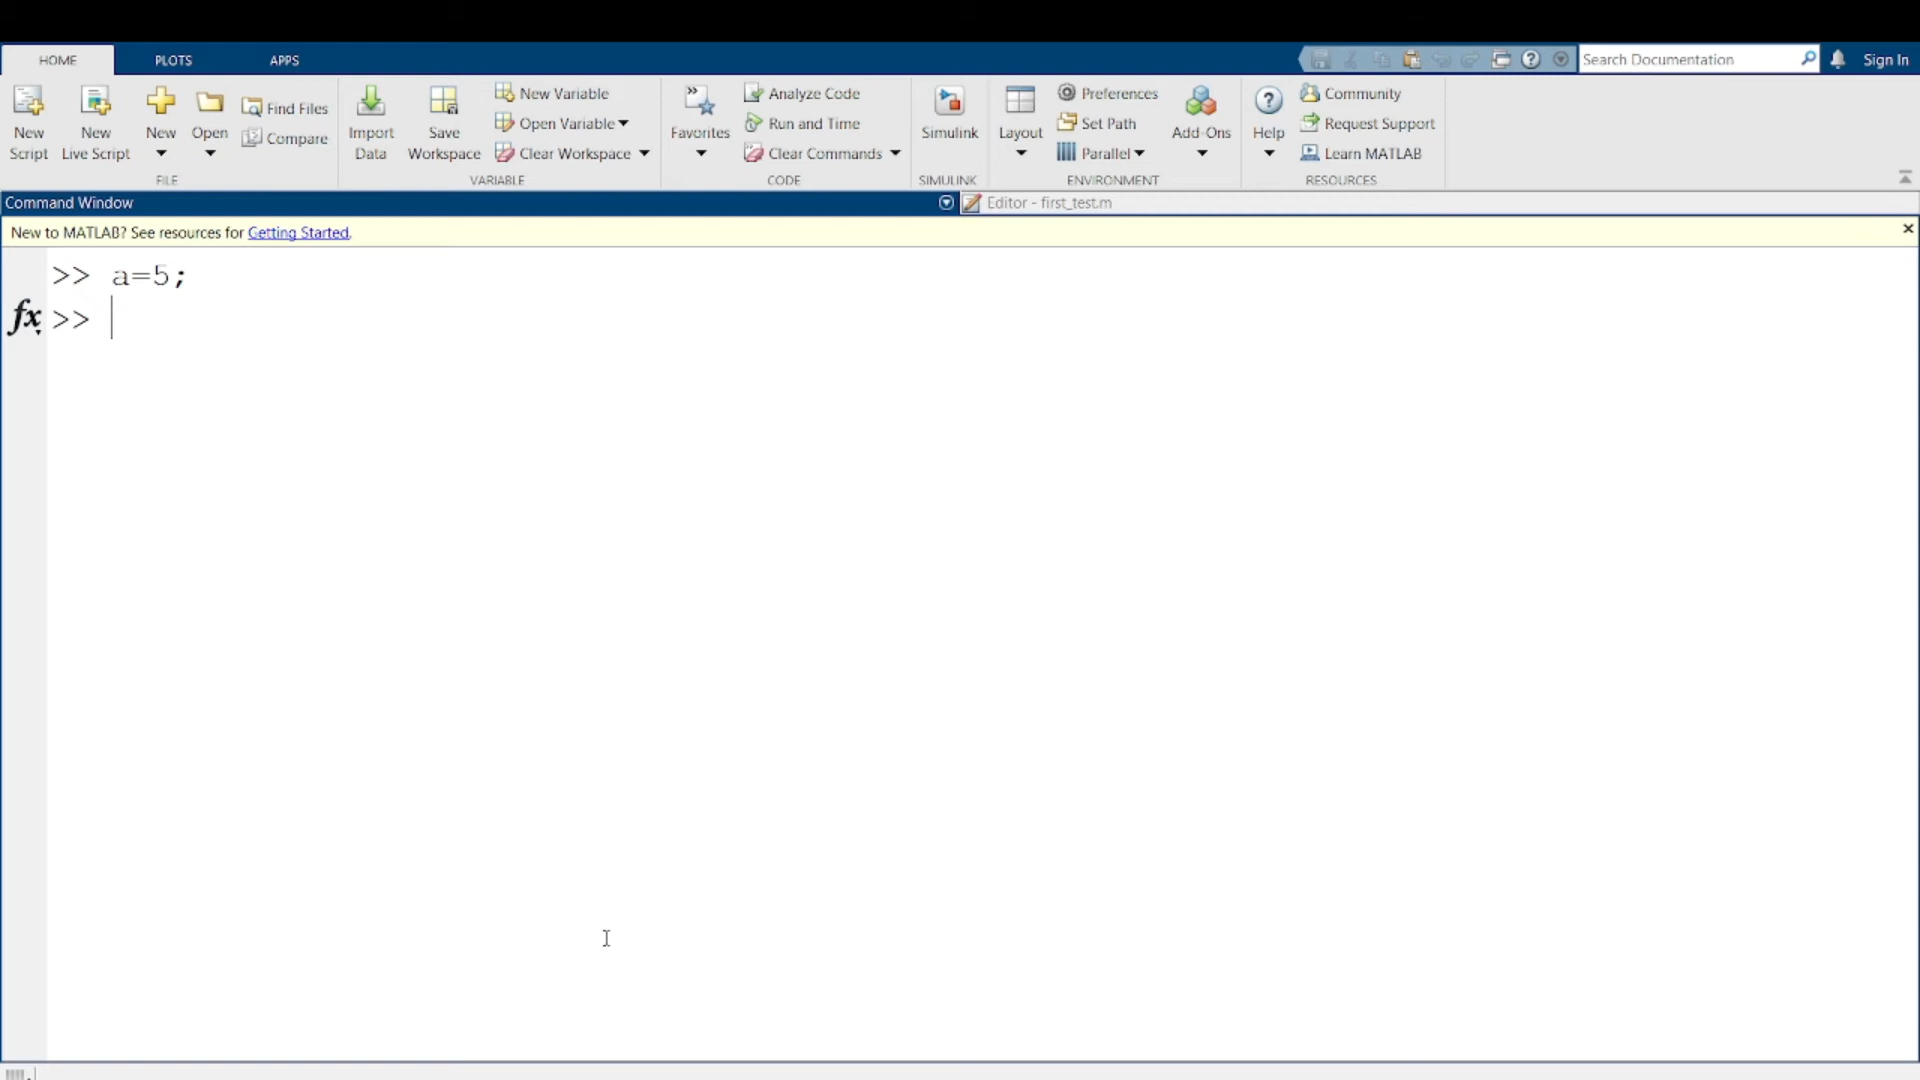 HOME PLOTS APPS Search Documentation Sign In
New Script
New Live Script
New
Open
Find Files
Compare
FILE
Import Data
Save Workspace
New Variable
Open Variable
Clear Workspace
VARIABLE
Favorites
Analyze Code
Run and Time
Clear Commands
CODE
Simulink
SIMULINK
Layout
Preferences
Set Path
Parallel
Add-Ons
ENVIRONMENT
Help
Community
Request Support
Learn MATLAB
RESOURCES
Command Window
Editor - first_test.m
New to MATLAB? See resources for Getting Started.
>> a=5;
fx >>